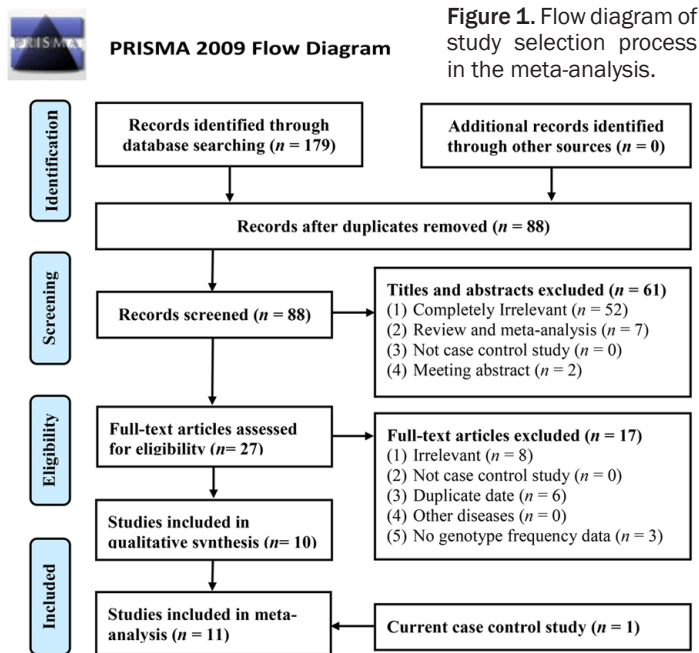 PRISMA
PRISMA 2009 Flow Diagram
Figure 1. Flow diagram of
study selection process
in the meta-analysis.
Identification
Records identified through
database searching (n = 179)
Additional records identified
through other sources (n = 0)
Records after duplicates removed (n = 88)
Screening
Records screened (n = 88)
Titles and abstracts excluded (n = 61)
(1) Completely Irrelevant (n = 52)
(2) Review and meta-analysis (n = 7)
(3) Not case control study (n = 0)
(4) Meeting abstract (n = 2)
Eligibility
Full-text articles assessed
for eligibility (n= 27)
Full-text articles excluded (n = 17)
(1) Irrelevant (n = 8)
(2) Not case control study (n = 0)
(3) Duplicate date (n = 6)
(4) Other diseases (n = 0)
(5) No genotype frequency data (n = 3)
Studies included in
qualitative synthesis (n= 10)
Included
Studies included in meta-
analysis (n = 11)
Current case control study (n = 1)